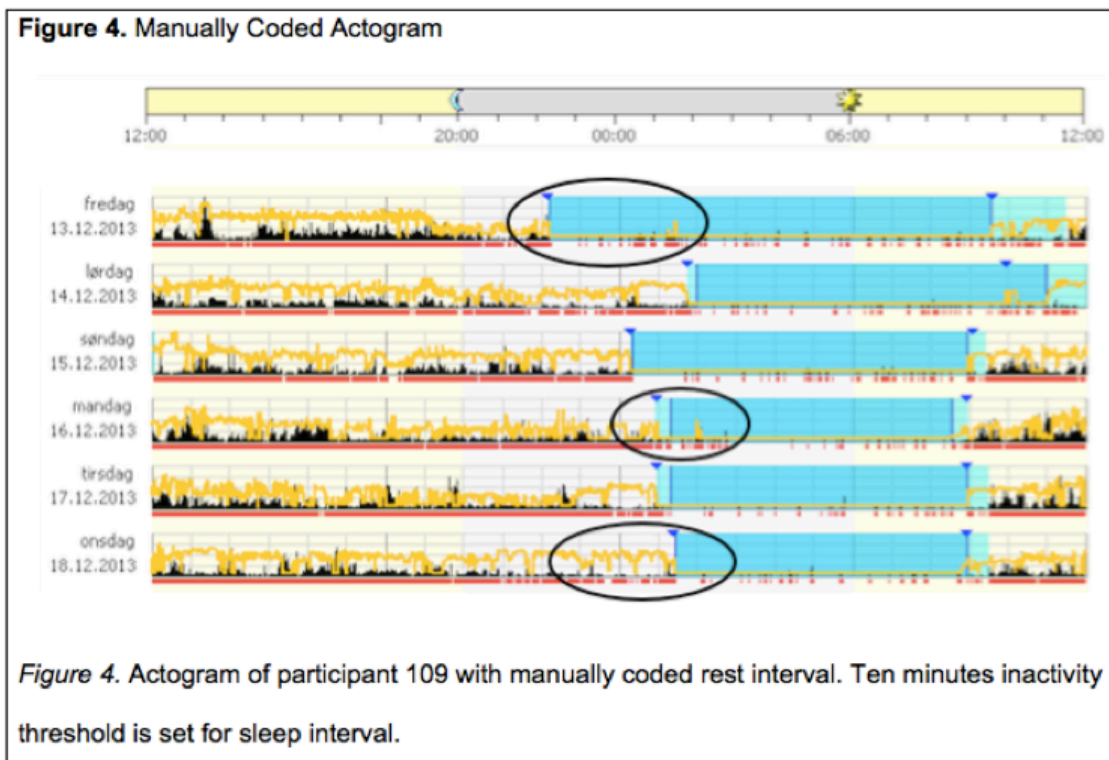 Figure 4. Manually Coded Actogram
12:00 20:00 00:00 06:00 12:00
fredag
13.12.2013
lørdag
14.12.2013
søndag
15.12.2013
mandag
16.12.2013
tirsdag
17.12.2013
onsdag
18.12.2013
Figure 4. Actogram of participant 109 with manually coded rest interval. Ten minutes inactivity
threshold is set for sleep interval.